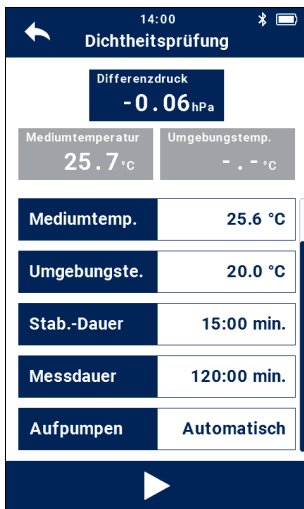 14:00
Dichtheitsprüfung
Differenzdruck
-0.06hPa
Mediumtemperatur Umgebungstemp.
25.7°C -.-°C
Mediumtemp. 25.6 °C
Umgebungste. 20.0 °C
Stab.-Dauer 15:00 min.
Messdauer 120:00 min.
Aufpumpen Automatisch